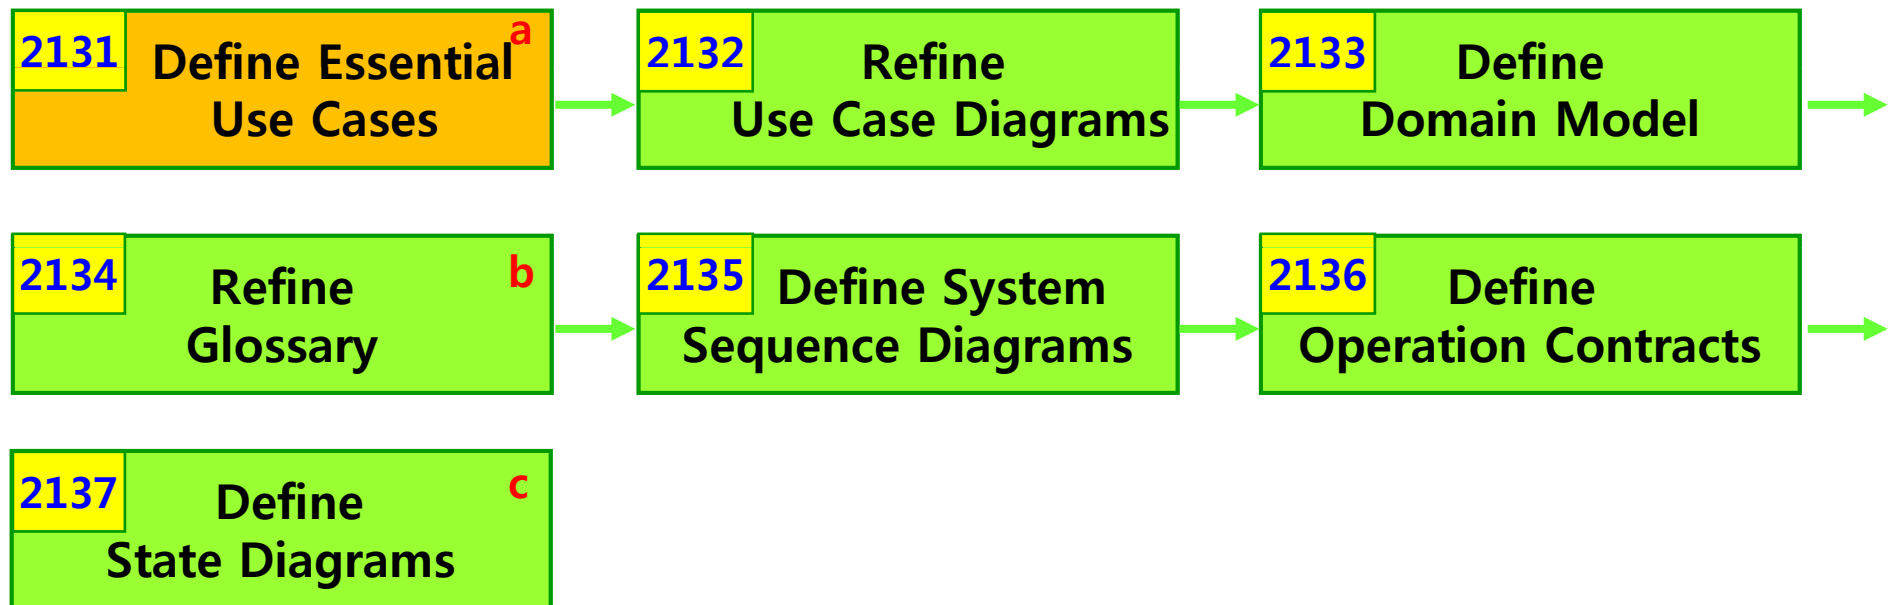 2131
a
Define Essential
Use Cases
2132
Refine
Use Case Diagrams
2133
Define
Domain Model
2134
b
Refine
Glossary
2135
Define System
Sequence Diagrams
2136
Define
Operation Contracts
2137
c
Define
State Diagrams